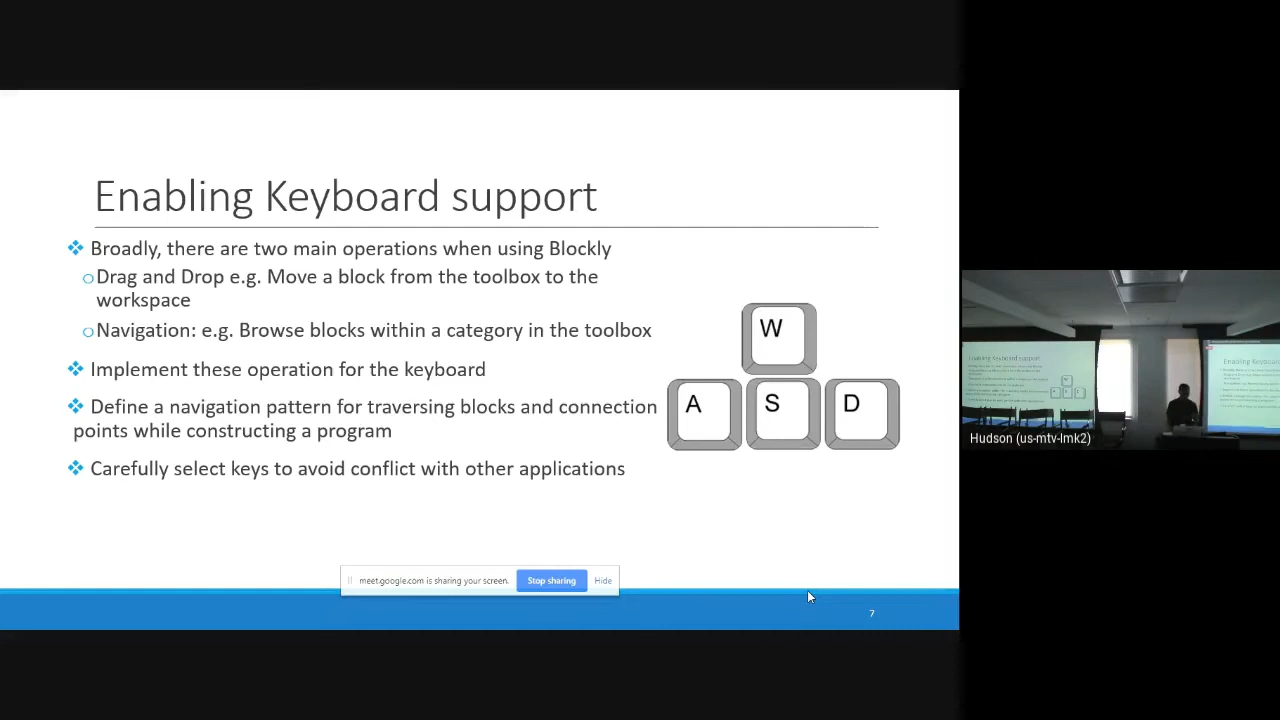 Enabling Keyboard support
Broadly, there are two main operations when using Blockly
Drag and Drop e.g. Move a block from the toolbox to the
workspace
Navigation: e.g. Browse blocks within a category in the toolbox
Implement these operation for the keyboard
Define a navigation pattern for traversing blocks and connection
points while constructing a program
Carefully select keys to avoid conflict with other applications
W
A S D
meet.google.com is sharing your screen. Stop sharing Hide
7
Enabling Keyboard support
Hudson (us-mtv-lmk2)